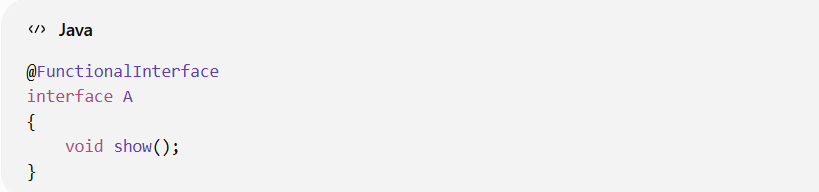 </> Java
@FunctionalInterface
interface A
{
    void show();
}